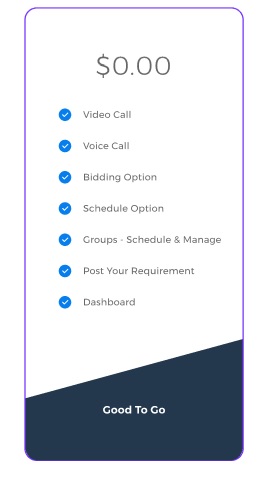 $0.00
Video Call
Voice Call
Bidding Option
Schedule Option
Groups - Schedule & Manage
Post Your Requirement
Dashboard
Good To Go